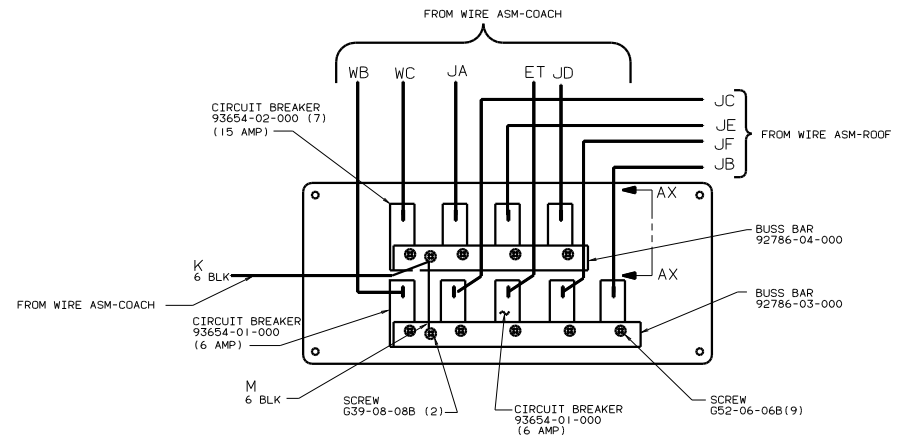 FROM WIRE ASM-COACH
WB WC JA ET JD
CIRCUIT BREAKER
93654-02-000 (7)
(15 AMP)
JC
JE
JF
JB
FROM WIRE ASM-ROOF
AX
AX
BUSS BAR
92786-04-000
K
6 BLK
FROM WIRE ASM-COACH
BUSS BAR
92786-03-000
CIRCUIT BREAKER
93654-01-000
(6 AMP)
M
6 BLK
SCREW
G39-08-08B (2)
CIRCUIT BREAKER
93654-01-000
(6 AMP)
SCREW
G52-06-06B(9)